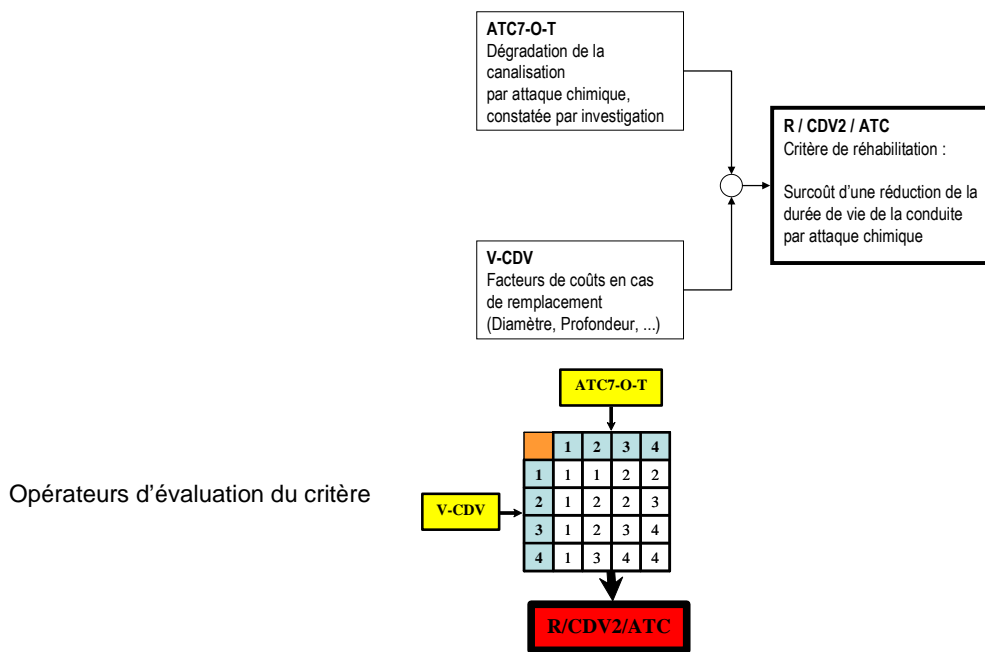 ATC7-O-T
Dégradation de la
canalisation
par attaque chimique,
constatée par investigation
R / CDV2 / ATC
Critère de réhabilitation :
Surcoût d'une réduction de la
durée de vie de la conduite
par attaque chimique
V-CDV
Facteurs de coûts en cas
de remplacement
(Diamètre, Profondeur, ...)
Opérateurs d'évaluation du critère
ATC7-O-T
V-CDV
1 2 3 4
1 1 1 2 2
2 1 2 2 3
3 1 2 3 4
4 1 3 4 4
R/CDV2/ATC